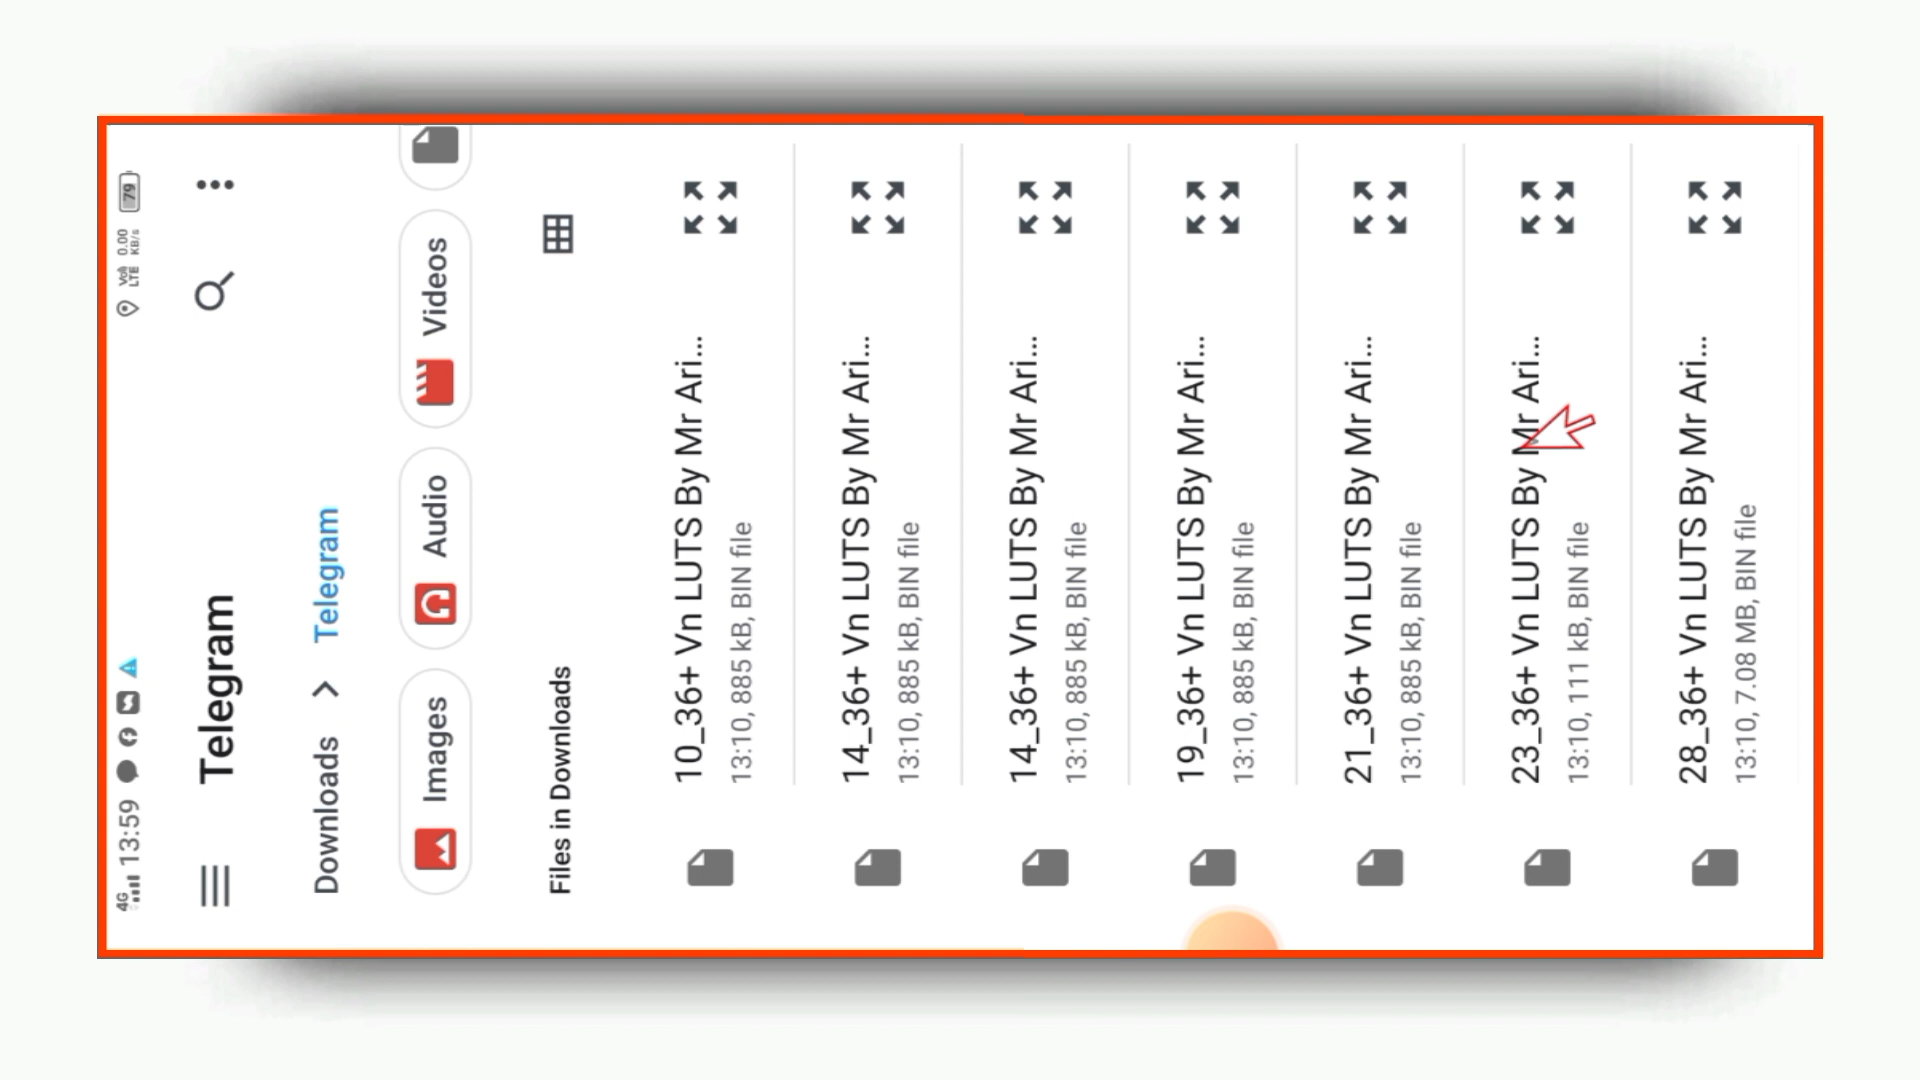 4G 13:59 Vo) LTE 0.00 KB/s 79
Telegram
Downloads > Telegram
Images Audio Videos
Files in Downloads
10_36+ Vn LUTS By Mr Ari...
13:10, 885 kB, BIN file
14_36+ Vn LUTS By Mr Ari...
13:10, 885 kB, BIN file
14_36+ Vn LUTS By Mr Ari...
13:10, 885 kB, BIN file
19_36+ Vn LUTS By Mr Ari...
13:10, 885 kB, BIN file
21_36+ Vn LUTS By Mr Ari...
13:10, 885 kB, BIN file
23_36+ Vn LUTS By Mr Ari...
13:10, 111 kB, BIN file
28_36+ Vn LUTS By Mr Ari...
13:10, 7.08 MB, BIN file